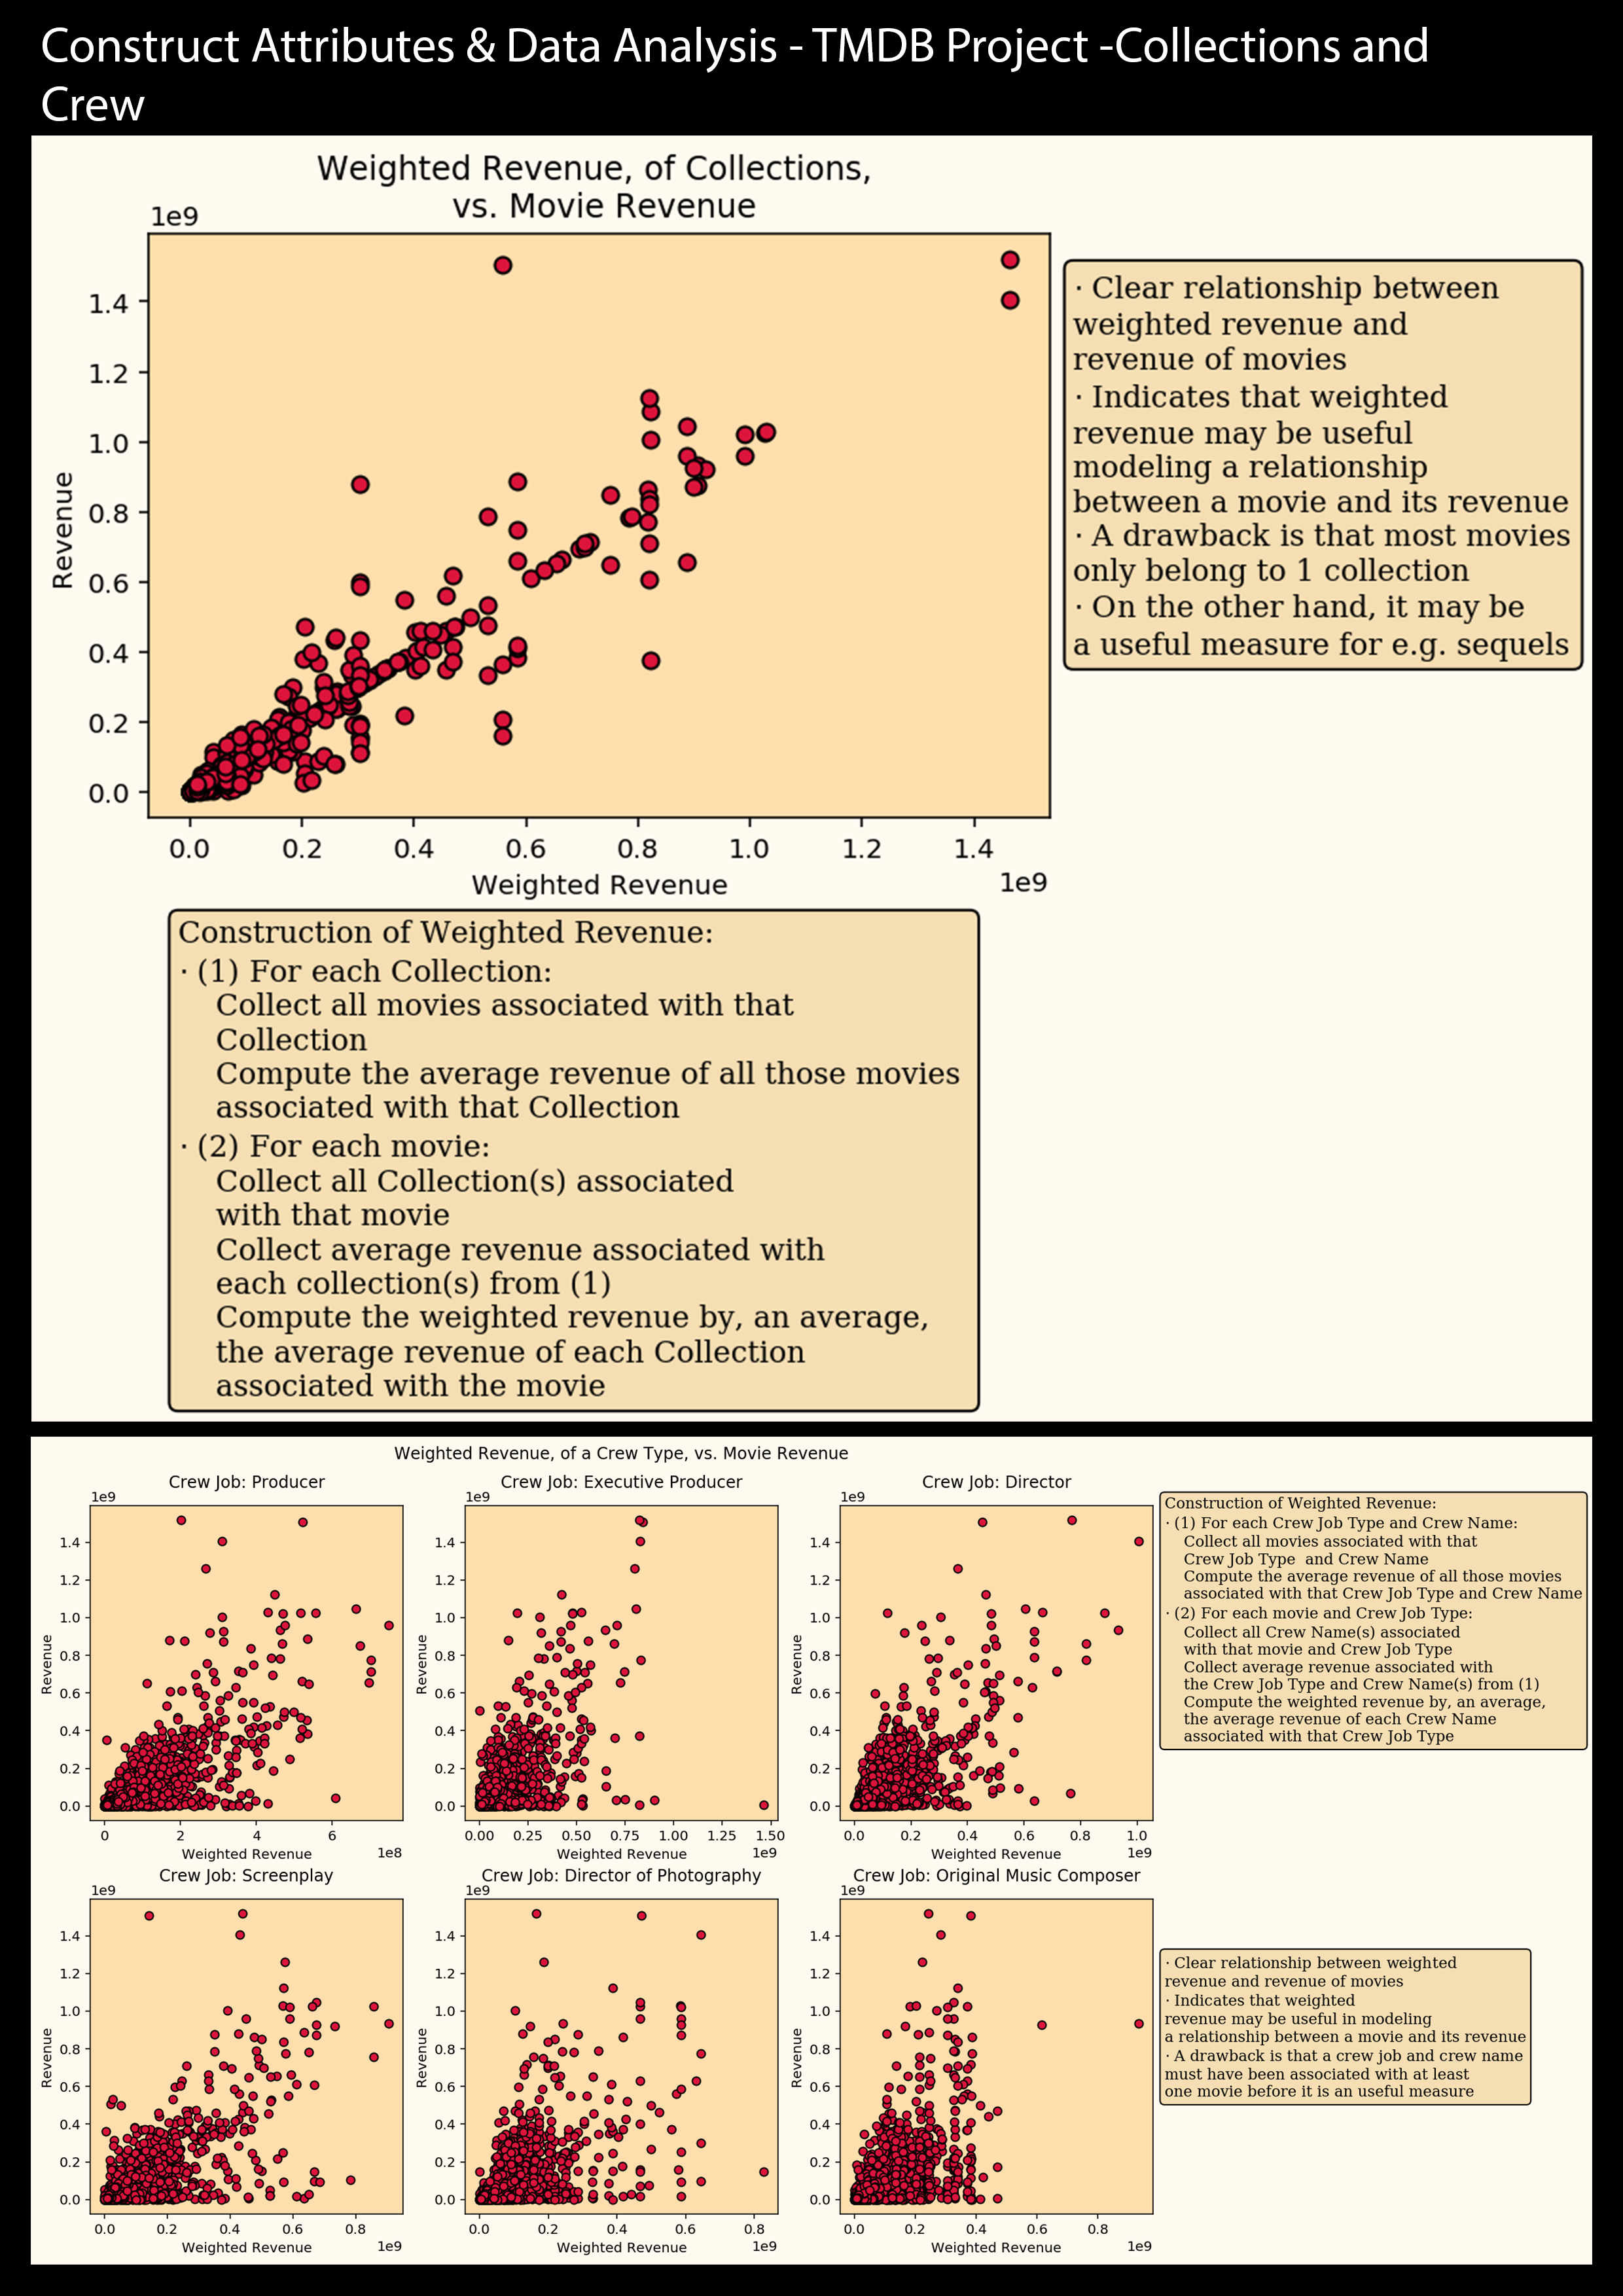 Construct Attributes & Data Analysis - TMDB Project -Collections and
Crew
Weighted Revenue, of Collections,
vs. Movie Revenue
1e9
1.4
1.2
1.0
0.8
0.6
0.4
0.2
0.0
Revenue
0.0 0.2 0.4 0.6 0.8 1.0 1.2 1.4
Weighted Revenue
1e9
· Clear relationship between
weighted revenue and
revenue of movies
· Indicates that weighted
revenue may be useful
modeling a relationship
between a movie and its revenue
· A drawback is that most movies
only belong to 1 collection
· On the other hand, it may be
a useful measure for e.g. sequels
Construction of Weighted Revenue:
· (1) For each Collection:
Collect all movies associated with that
Collection
Compute the average revenue of all those movies
associated with that Collection
· (2) For each movie:
Collect all Collection(s) associated
with that movie
Collect average revenue associated with
each collection(s) from (1)
Compute the weighted revenue by, an average,
the average revenue of each Collection
associated with the movie
Weighted Revenue, of a Crew Type, vs. Movie Revenue
Crew Job: Producer
1e9
1.4
1.2
1.0
0.8
0.6
0.4
0.2
0.0
Revenue
0 2 4 6
Weighted Revenue
1e8
Crew Job: Executive Producer
1e9
1.4
1.2
1.0
0.8
0.6
0.4
0.2
0.0
Revenue
0.00 0.25 0.50 0.75 1.00 1.25 1.50
Weighted Revenue
1e9
Crew Job: Director
1e9
1.4
1.2
1.0
0.8
0.6
0.4
0.2
0.0
Revenue
0.0 0.2 0.4 0.6 0.8 1.0
Weighted Revenue
1e9
Construction of Weighted Revenue:
· (1) For each Crew Job Type and Crew Name:
Collect all movies associated with that
Crew Job Type and Crew Name
Compute the average revenue of all those movies
associated with that Crew Job Type and Crew Name
· (2) For each movie and Crew Job Type:
Collect all Crew Name(s) associated
with that movie and Crew Job Type
Collect average revenue associated with
the Crew Job Type and Crew Name(s) from (1)
Compute the weighted revenue by, an average,
the average revenue of each Crew Name
associated with that Crew Job Type
Crew Job: Screenplay
1e9
1.4
1.2
1.0
0.8
0.6
0.4
0.2
0.0
Revenue
0.0 0.2 0.4 0.6 0.8
Weighted Revenue
1e9
Crew Job: Director of Photography
1e9
1.4
1.2
1.0
0.8
0.6
0.4
0.2
0.0
Revenue
0.0 0.2 0.4 0.6 0.8
Weighted Revenue
1e9
Crew Job: Original Music Composer
1e9
1.4
1.2
1.0
0.8
0.6
0.4
0.2
0.0
Revenue
0.0 0.2 0.4 0.6 0.8
Weighted Revenue
1e9
· Clear relationship between weighted
revenue and revenue of movies
· Indicates that weighted
revenue may be useful in modeling
a relationship between a movie and its revenue
· A drawback is that a crew job and crew name
must have been associated with at least
one movie before it is an useful measure